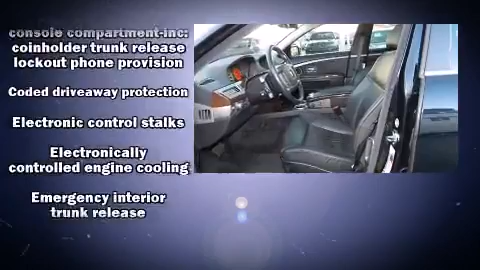 console compartment-inc:
coinholder trunk release
lockout phone provision
Coded driveaway protection
Electronic control stalks
Electronically
controlled engine cooling
Emergency interior
trunk release